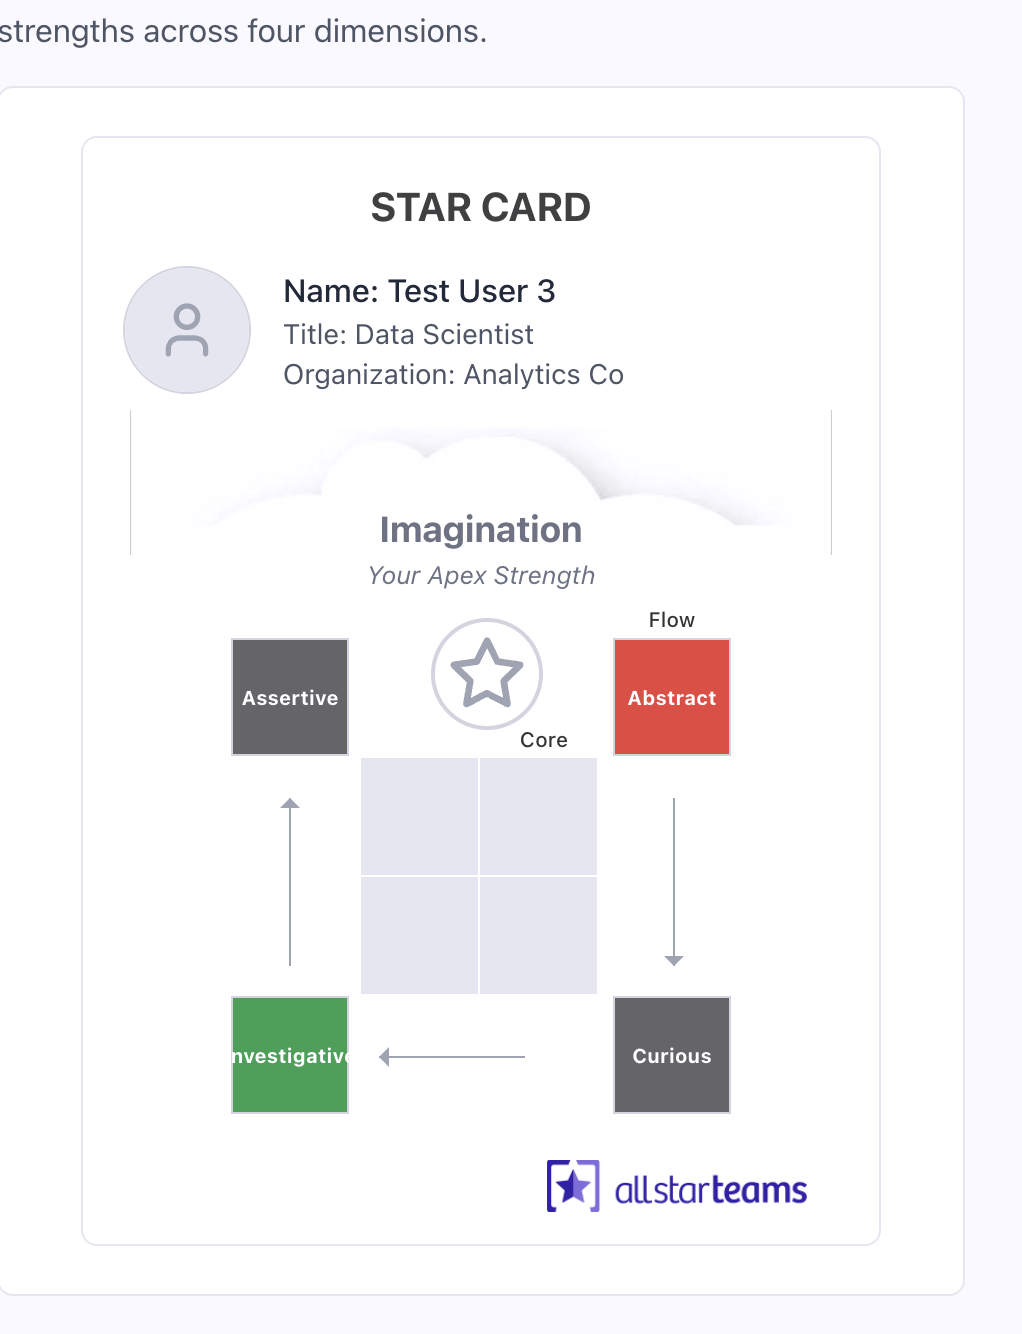 strengths across four dimensions.
STAR CARD
Name: Test User 3
Title: Data Scientist
Organization: Analytics Co
Imagination
Your Apex Strength
Flow
Assertive
Abstract
Core
nvestigative
Curious
allstarteams